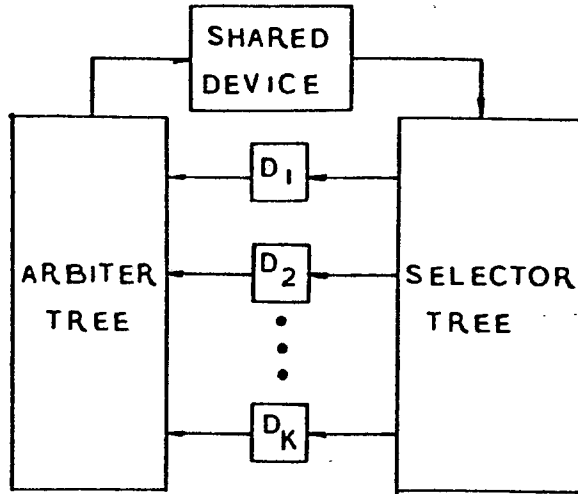 SHARED
DEVICE
D1
D2
DK
ARBITER
TREE
SELECTOR
TREE